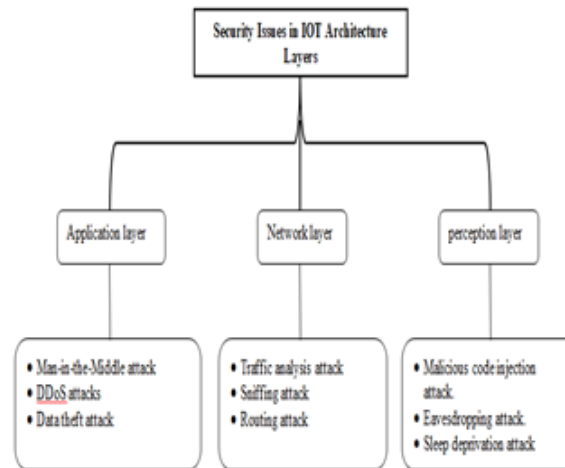 Security Issues in IOT Architecture
Layers
Application layer
Network layer
perception layer
• Man-in-the-Middle attack
• DDoS attacks
• Data theft attack
• Traffic analysis attack
• Sniffing attack
• Routing attack
• Malicious code injection
attack.
• Eavesdropping attack.
• Sleep deprivation attack